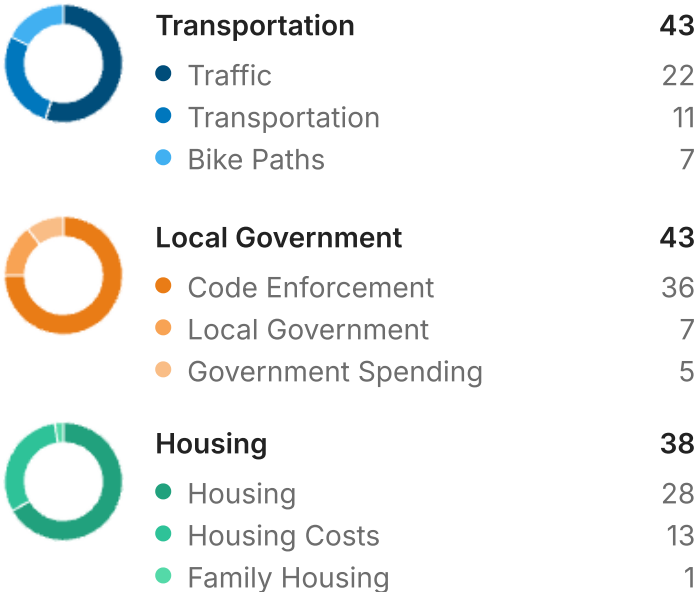 Transportation 43
Traffic 22
Transportation 11
Bike Paths 7
Local Government 43
Code Enforcement 36
Local Government 7
Government Spending 5
Housing 38
Housing 28
Housing Costs 13
Family Housing 1